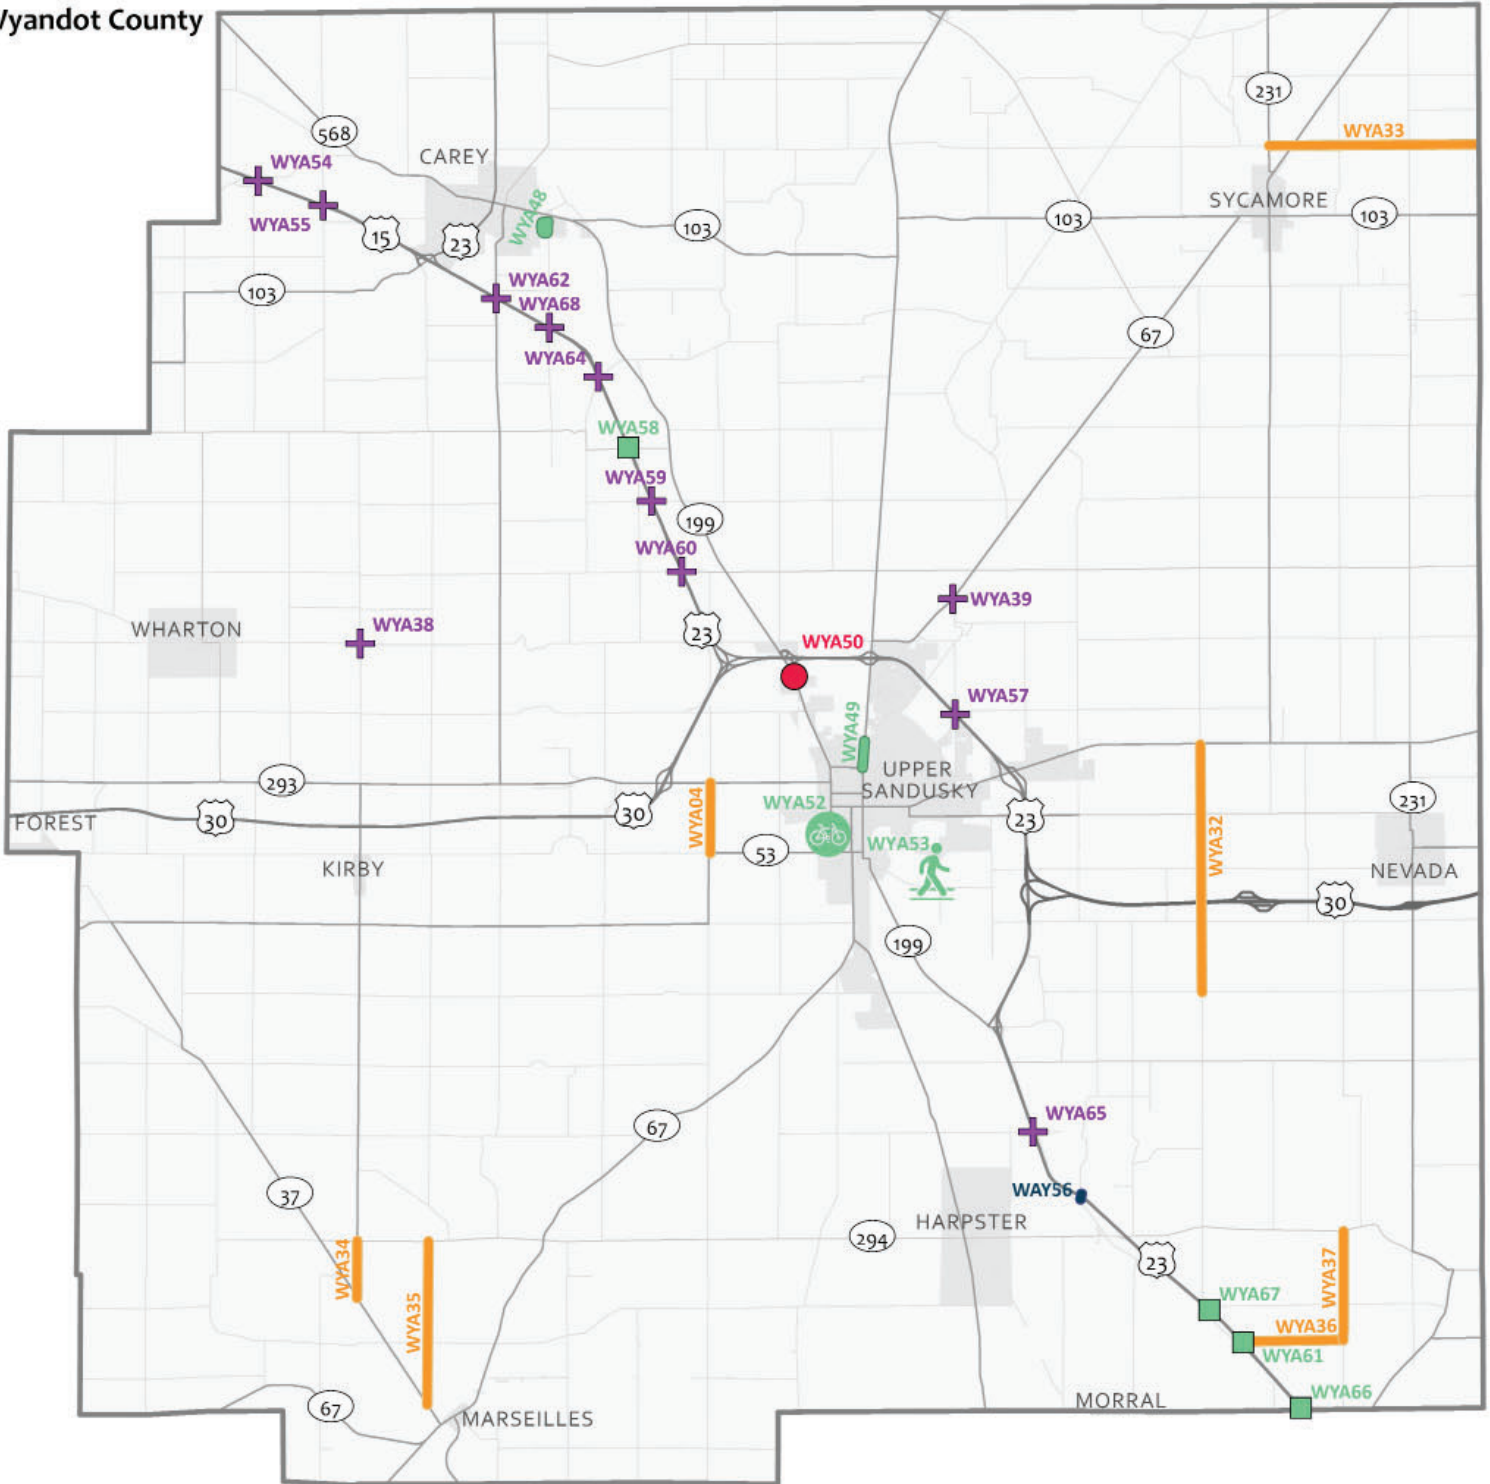 Wyandot County
231
568
WYA33
CAREY
WYA54
WYA48
SYCAMORE
WYA55
15
23
103
103
103
103
WYA62
WYA68
67
WYA64
WYA58
WYA59
199
WYA60
WYA39
WHARTON
WYA38
23
WYA50
WYA57
WYA49
293
UPPER
SANDUSKY
30
30
WYA04
WYA52
23
231
FOREST
53
WYA53
WYA32
KIRBY
NEVADA
30
199
67
WYA65
37
WAY56
HARPSTER
294
WYA34
WYA35
23
WYA37
WYA67
WYA36
WYA61
WYA66
67
MORRAL
MARSEILLES